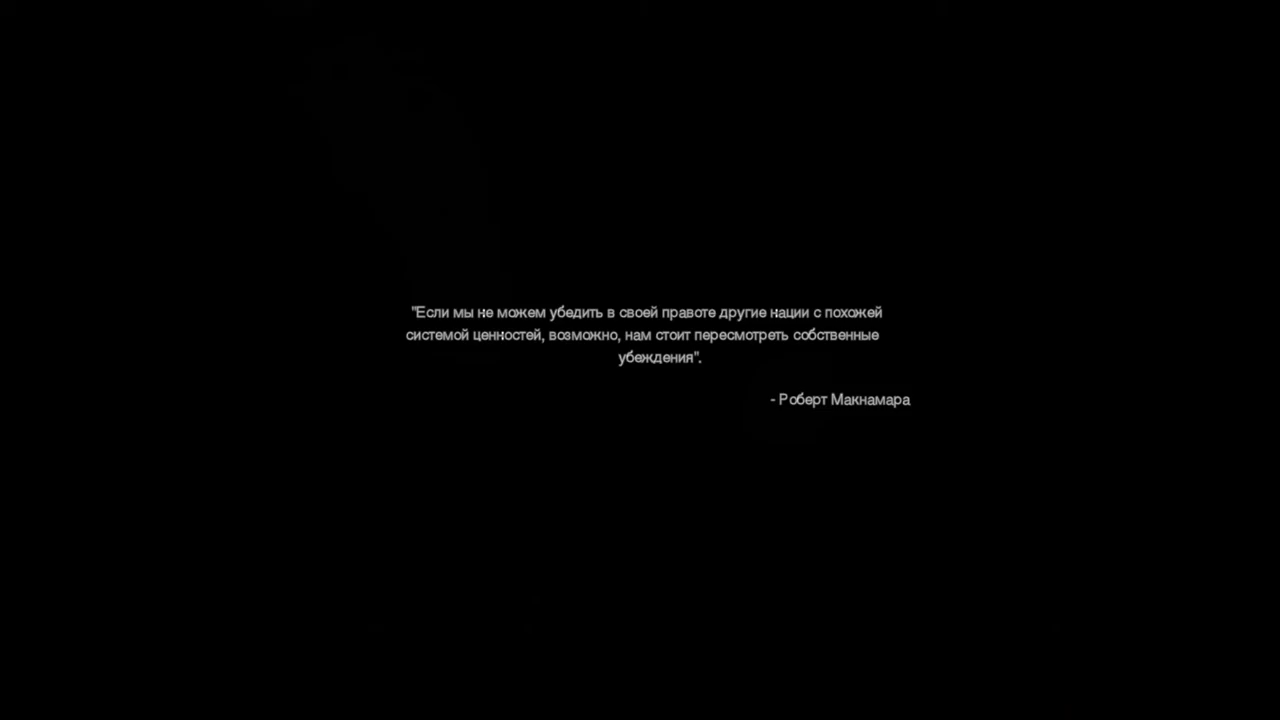 "Если мы не можем убедить в своей правоте другие нации с похожей
системой ценностей, возможно, нам стоит пересмотреть собственные
убеждения".
- Роберт Макнамара